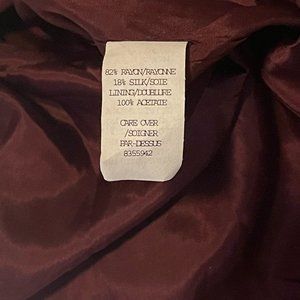 82% RAYON/RAYONNE
18% SILK/SOIE
LINING/DOUBLURE
100% ACETATE
CARE OVER
/SOIGNER
PAR-DESSUS
8355942